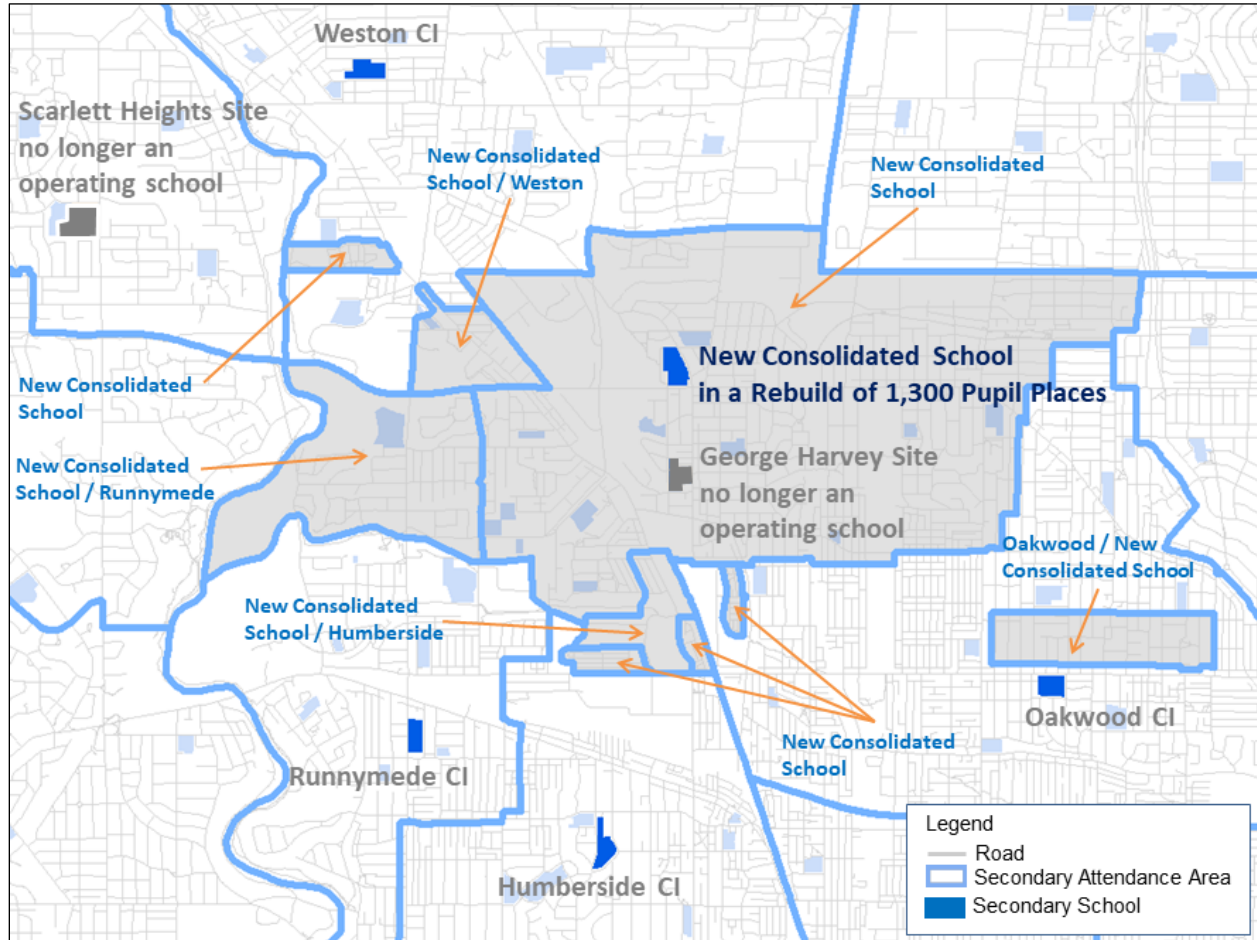 Weston CI
Scarlett Heights Site
no longer an
operating school
New Consolidated
School / Weston
New Consolidated
School
New Consolidated School
in a Rebuild of 1,300 Pupil Places
New Consolidated
School
New Consolidated
School / Runnymede
George Harvey Site
no longer an
operating school
Oakwood / New
Consolidated School
New Consolidated
School / Humberside
Oakwood CI
New Consolidated
School
Runnymede CI
Humberside CI
Legend
Road
Secondary Attendance Area
Secondary School